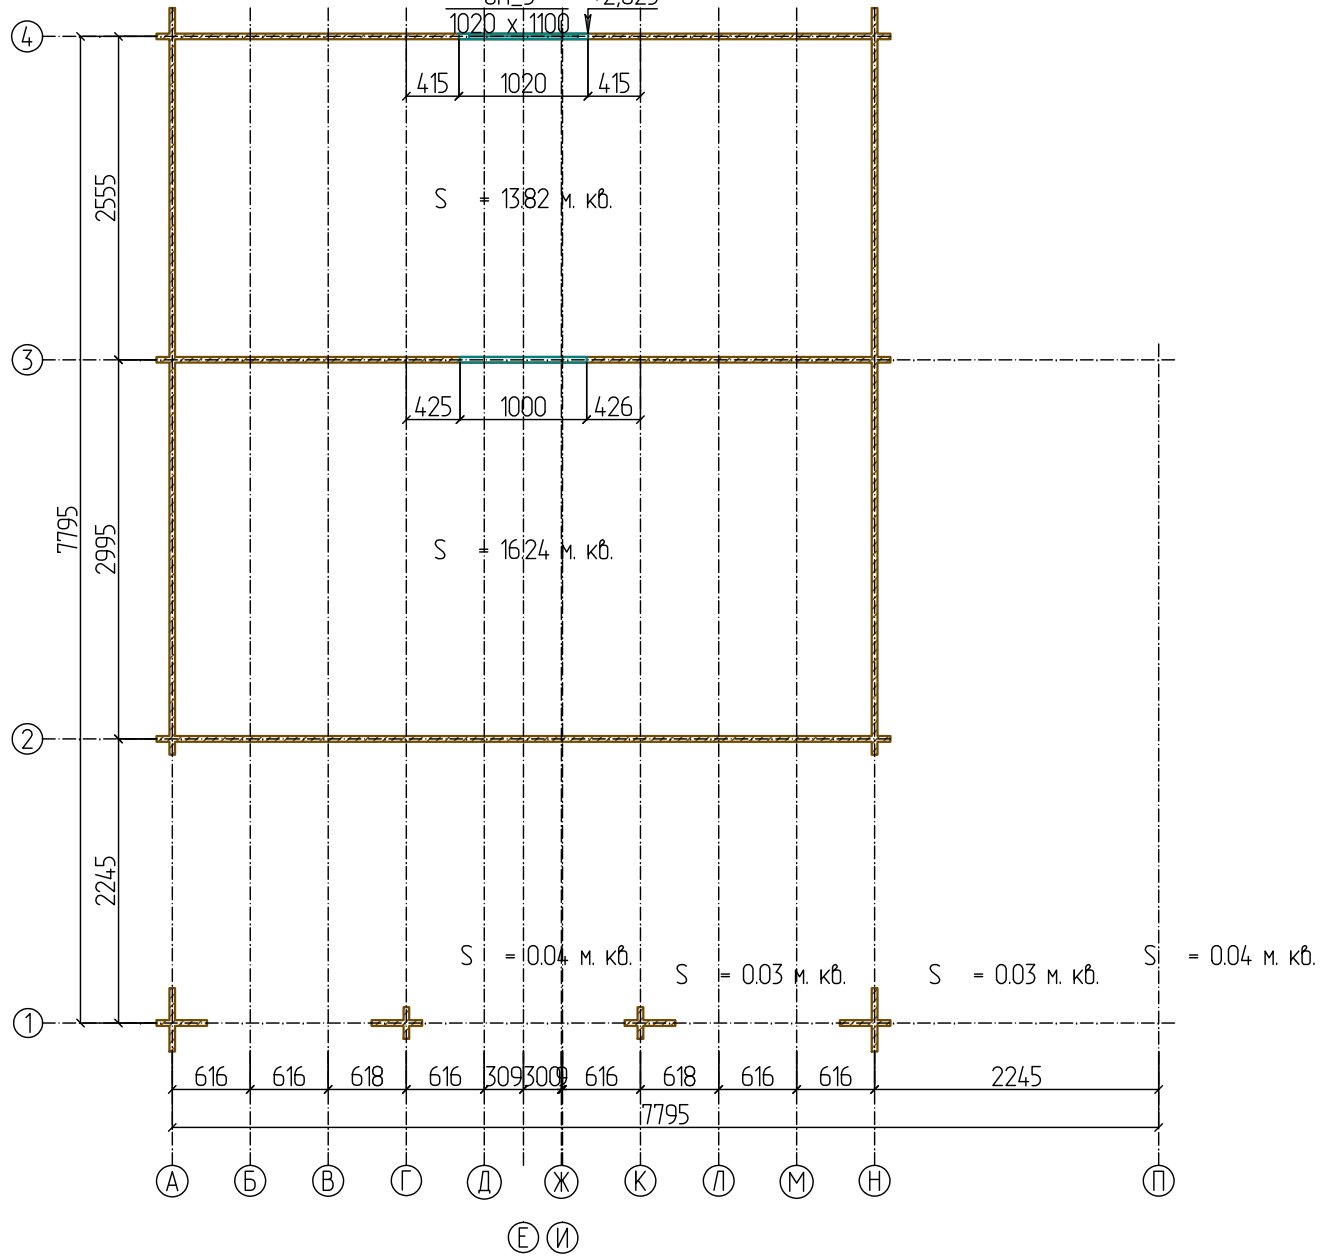 1020 x 1100
4
415 1020 415
2555
S = 13.82 м. кв.
3
425 1000 426
7795
2995
S = 16.24 м. кв.
2
2245
S = 0.04 м. кв.
S = 0.03 м. кв.
S = 0.03 м. кв.
S = 0.04 м. кв.
1
616 616 618 616 309 300 9 616 618 616 616 2245
7795
А Б В Г Д Ж К Л М Н П
Е И